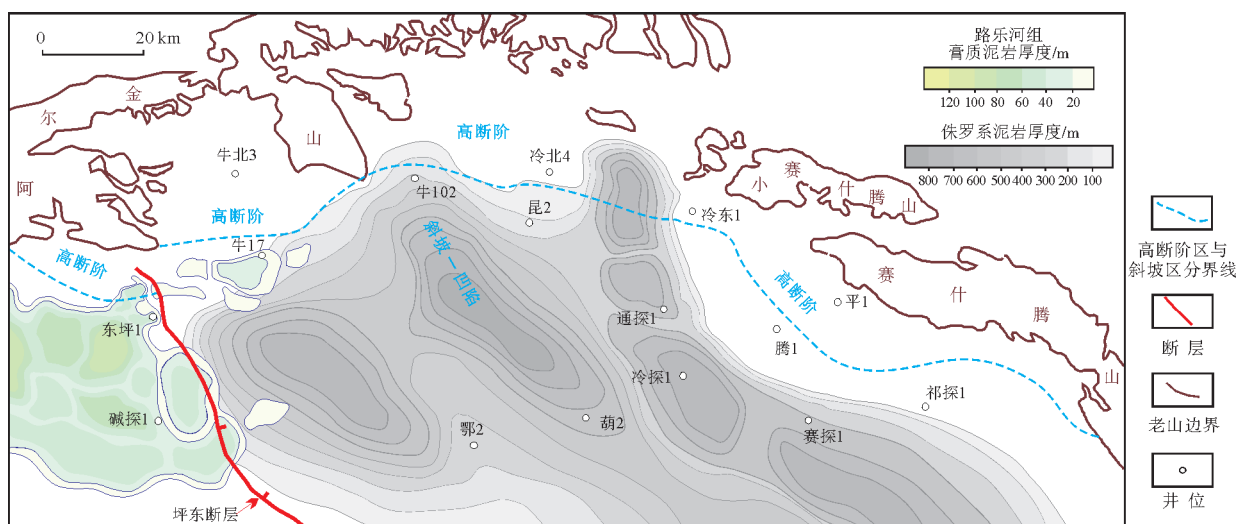 0 20 km
路乐河组
膏质泥岩厚度/m
120 100 80 60 40 20
侏罗系泥岩厚度/m
800 700 600 500 400 300 200 100
阿
尔
金
山
牛北3
高断阶
冷北4
小赛什腾山
牛102
昆2
冷东1
高断阶
牛17
高断阶
斜坡—凹陷
高断阶
平1
赛什腾山
东坪1
通探1
腾1
冷探1
祁探1
碱探1
葫2
赛探1
鄂2
坪东断层
高断阶区与
斜坡区分界线
断层
老山边界
井位